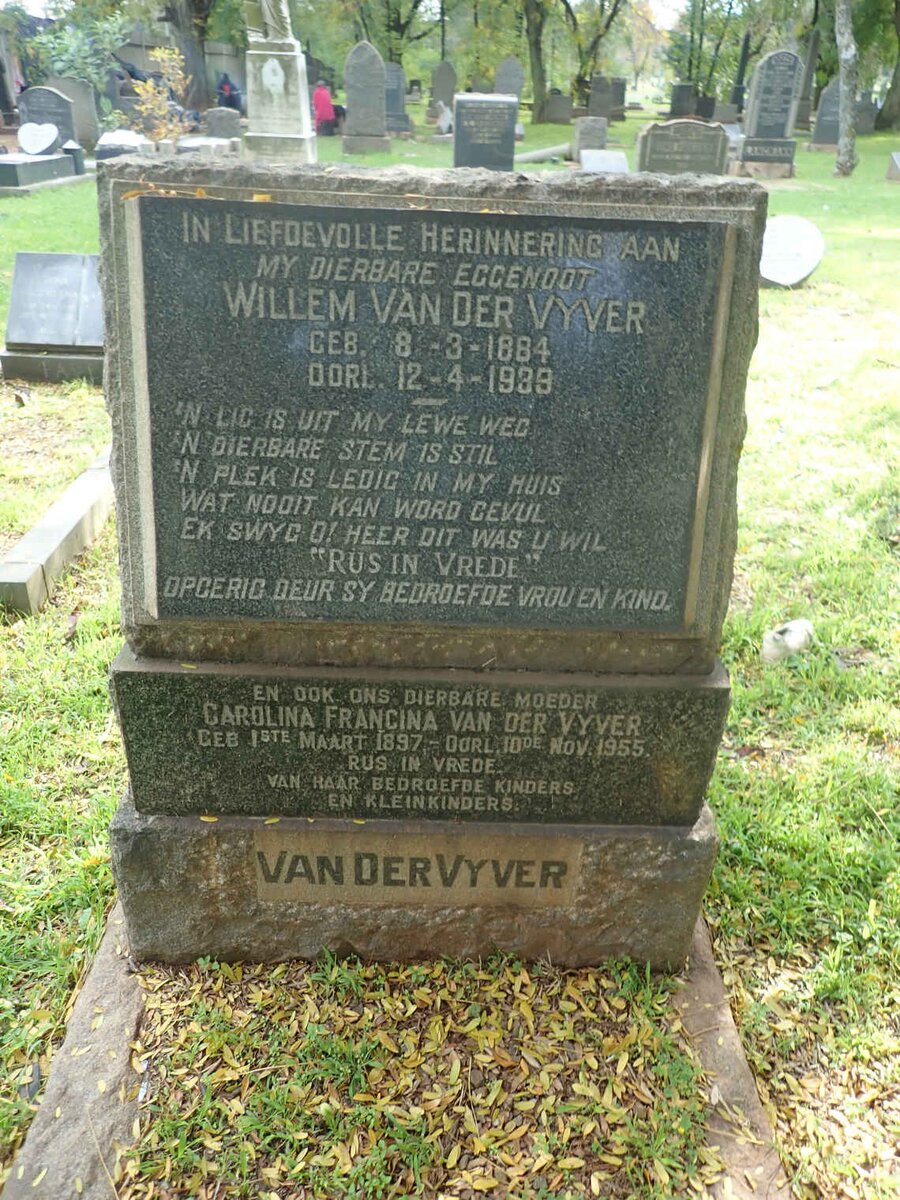 IN LIEFDEVOLLE HERINNERING AAN
MY DIERBARE EGGENOOT
WILLEM VAN DER VYVER
GEB. 8-3-1884
OORL. 12-4-1939
'N LIG IS UIT MY LEWE WEG
'N DIERBARE STEM IS STIL
'N PLEK IS LEDIG IN MY HUIS
WAT NOOIT KAN WORD GEVUL
EK SWYG O! HEER DIT WAS U WIL
"RUS IN VREDE"
OPGERIG DEUR SY BEDROEFDE VROU EN KIND.
EN OOK ONS DIERBARE MOEDER
CAROLINA FRANCINA VAN DER VYVER
GEB 1STE MAART 1897.- OORL. 10DE NOV. 1955.
RUS IN VREDE.
VAN HAAR BEDROEFDE KINDERS
EN KLEINKINDERS.
VAN DER VYVER